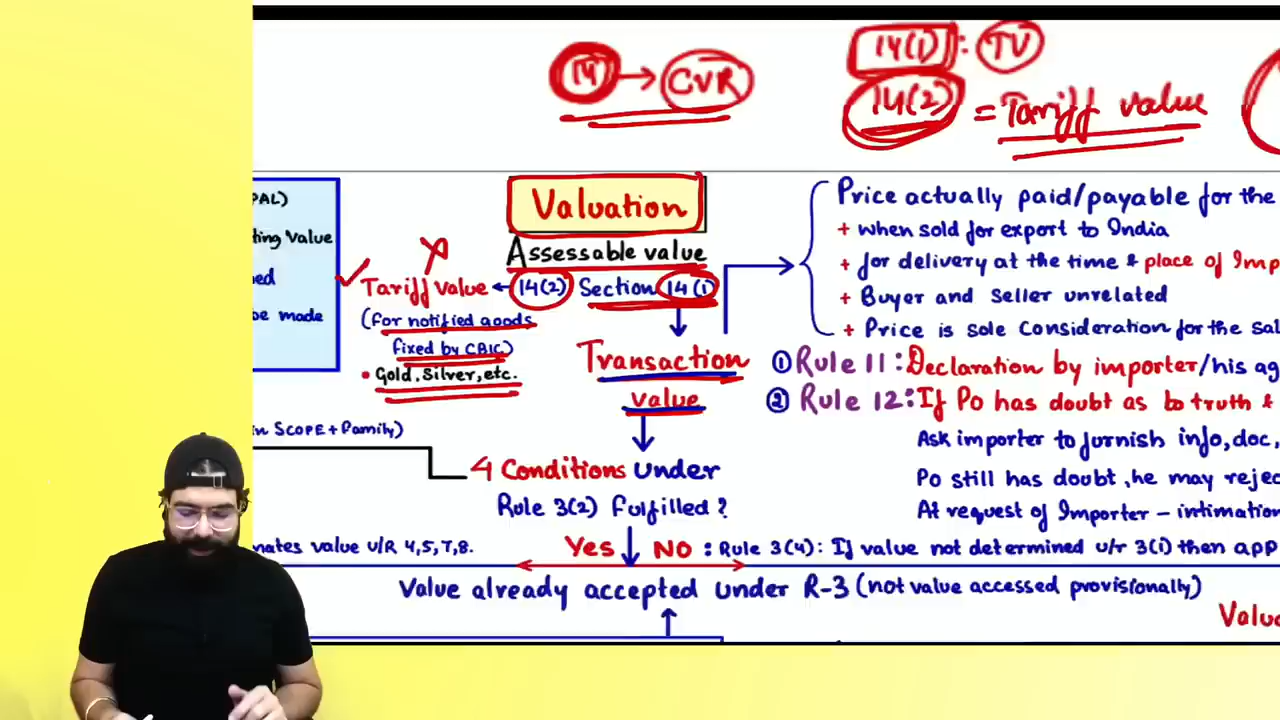 14 → CVR
14(1) : TV
14(2) = Tariff value
PAL)
ting Value
ed
be made
Valuation
Assessable value
Tariff value ← 14(2) Section 14(1)
(for notified goods
fixed by CBIC)
• Gold, Silver, etc.
Transaction
value
Price actually paid/payable for the
+ when sold for export to India
+ for delivery at the time & place of Imp
+ Buyer and Seller unrelated
+ Price is sole consideration for the sal
① Rule 11: Declaration by importer/his ag
② Rule 12: If PO has doubt as to truth &
Ask importer to furnish info, doc,
PO still has doubt, he may rejec
At request of Importer - intimation
in SCOPE + Family)
4 Conditions under
Rule 3(2) Fulfilled?
nates value U/R 4,5,7,8.
Yes NO : Rule 3(4): If value not determined u/r 3(1) then app
Value already accepted under R-3 (not value accessed provisionally)
Valu